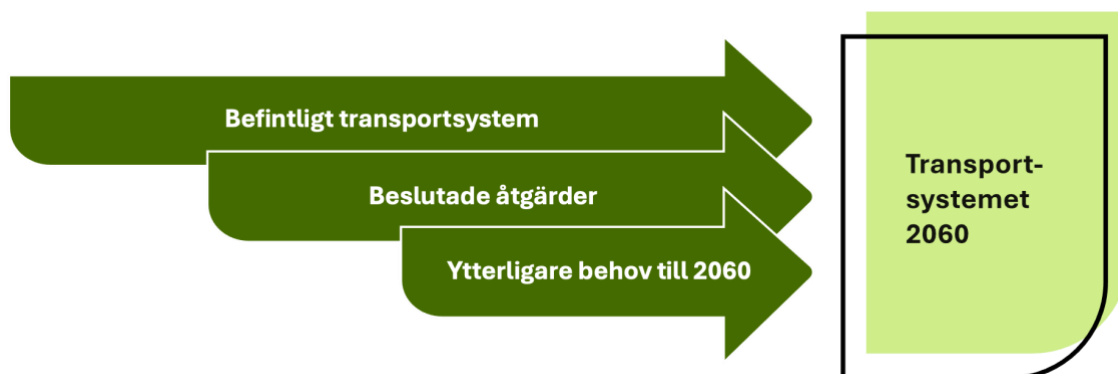 Befintligt transportsystem
Beslutade åtgärder
Ytterligare behov till 2060
Transport-
systemet
2060